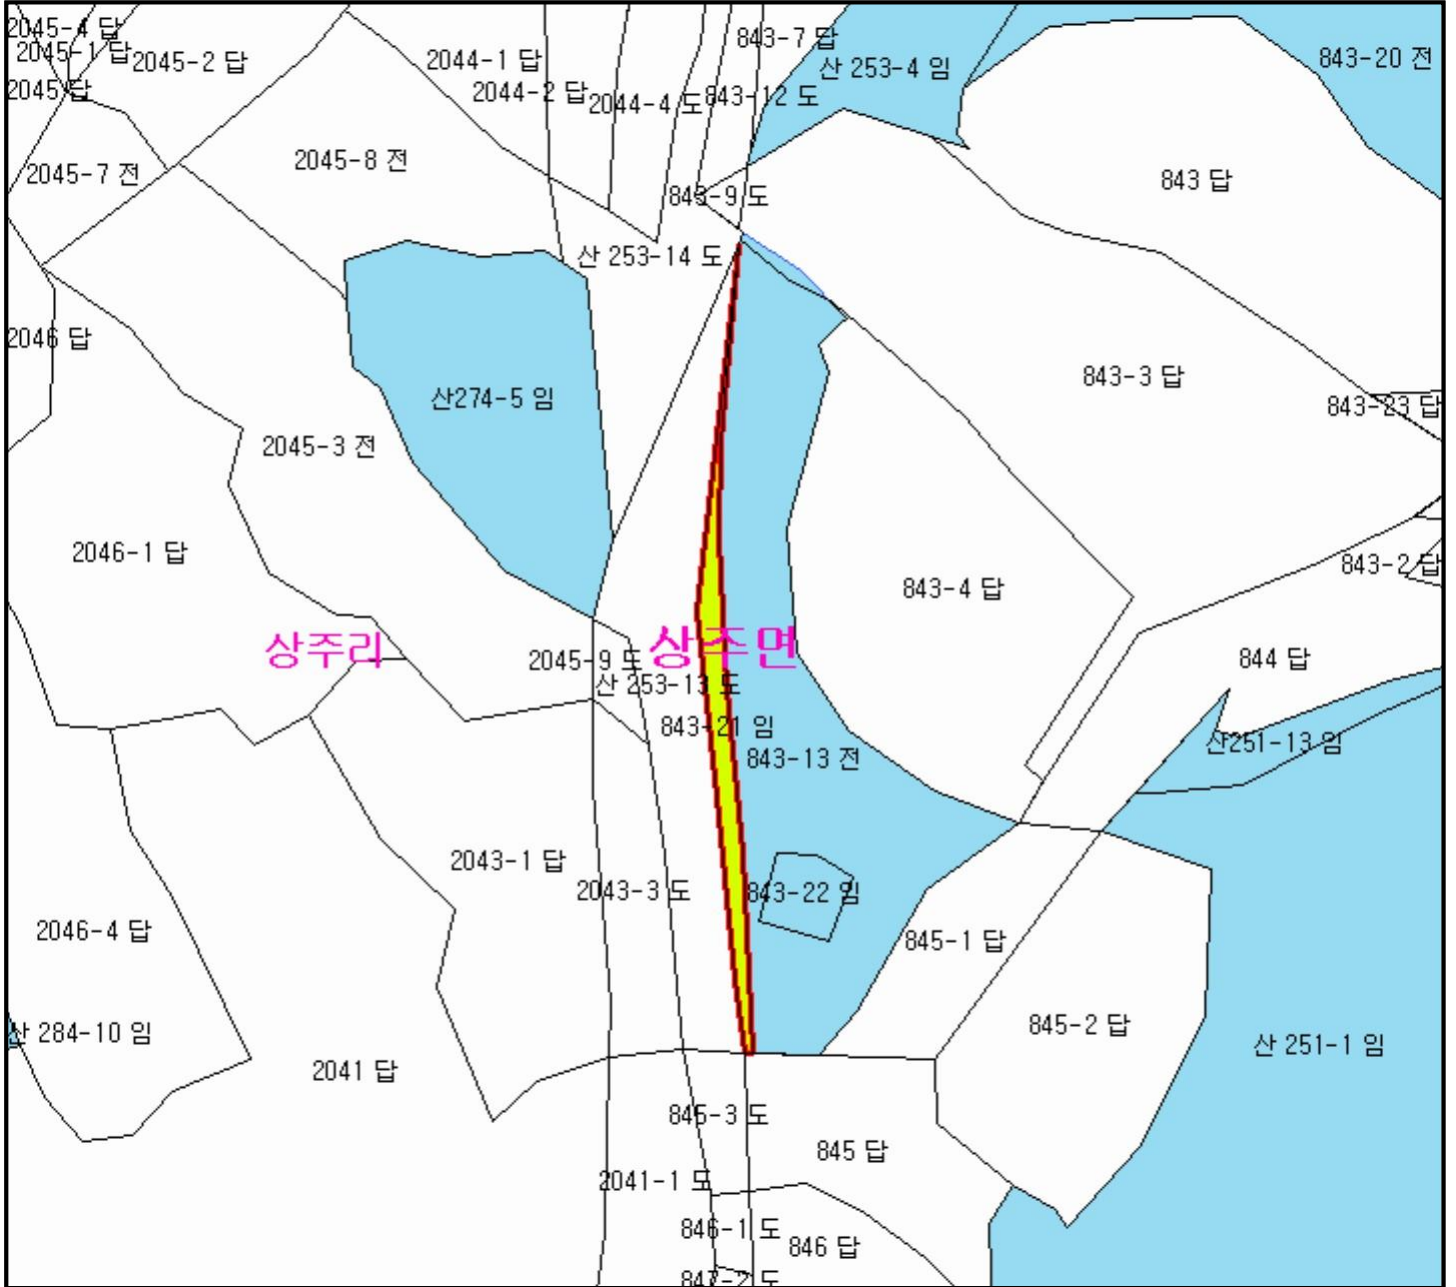 2045-4 답
843-7 답
2045-1 답
2045-2 답
2044-1 답
843-20 전
산 253-4 임
2045 답
2044-2 답
2044-4 도
843-12 도
2045-7 전
2045-8 전
843 답
843-9 도
산 253-14 도
2046 답
843-3 답
산274-5 임
843-23 답
2045-3 전
2046-1 답
843-2 답
843-4 답
상주리
상주면
2045-9 도
844 답
산 253-13 도
843-21 임
산251-13 임
843-13 전
2043-1 답
2043-3 도
843-22 임
2046-4 답
845-1 답
845-2 답
산 284-10 임
산 251-1 임
2041 답
845-3 도
845 답
2041-1 도
846-1 도
846 답
847-2 도